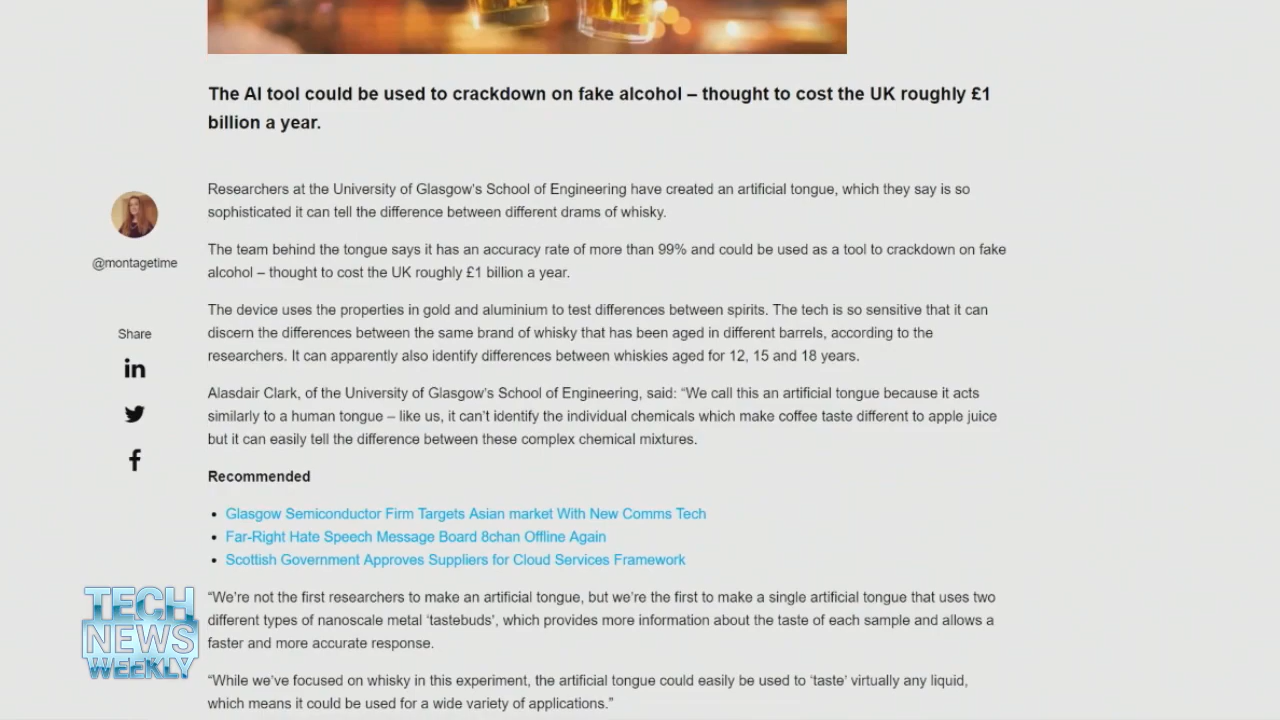 The AI tool could be used to crackdown on fake alcohol – thought to cost the UK roughly £1
billion a year.
@montagetime
Share
Researchers at the University of Glasgow's School of Engineering have created an artificial tongue, which they say is so
sophisticated it can tell the difference between different drams of whisky.
The team behind the tongue says it has an accuracy rate of more than 99% and could be used as a tool to crackdown on fake
alcohol – thought to cost the UK roughly £1 billion a year.
The device uses the properties in gold and aluminium to test differences between spirits. The tech is so sensitive that it can
discern the differences between the same brand of whisky that has been aged in different barrels, according to the
researchers. It can apparently also identify differences between whiskies aged for 12, 15 and 18 years.
Alasdair Clark, of the University of Glasgow's School of Engineering, said: “We call this an artificial tongue because it acts
similarly to a human tongue – like us, it can't identify the individual chemicals which make coffee taste different to apple juice
but it can easily tell the difference between these complex chemical mixtures.
Recommended
• Glasgow Semiconductor Firm Targets Asian market With New Comms Tech
• Far-Right Hate Speech Message Board 8chan Offline Again
• Scottish Government Approves Suppliers for Cloud Services Framework
“We're not the first researchers to make an artificial tongue, but we're the first to make a single artificial tongue that uses two
different types of nanoscale metal ‘tastebuds’, which provides more information about the taste of each sample and allows a
faster and more accurate response.
“While we've focused on whisky in this experiment, the artificial tongue could easily be used to ‘taste’ virtually any liquid,
which means it could be used for a wide variety of applications.”
TECH
NEWS
WEEKLY